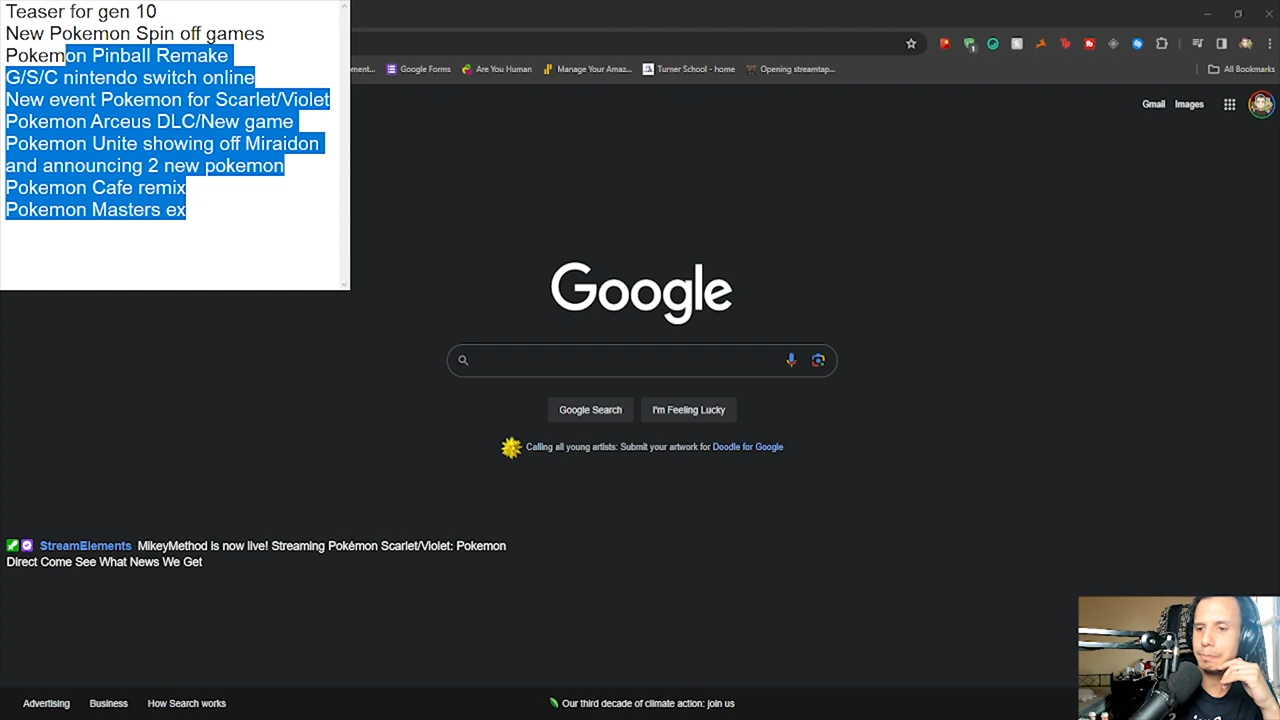 Teaser for gen 10
New Pokemon Spin off games
Pokemon Pinball Remake
G/S/C nintendo switch online
New event Pokemon for Scarlet/Violet
Pokemon Arceus DLC/New game
Pokemon Unite showing off Miraidon
and announcing 2 new pokemon
Pokemon Cafe remix
Pokemon Masters ex
ment...
Google Forms
Are You Human
Manage Your Amaz...
Turner School - home
Opening streamtap...
All Bookmarks
Gmail
Images
Google
Google Search
I'm Feeling Lucky
Calling all young artists: Submit your artwork for Doodle for Google
StreamElements MikeyMethod is now live! Streaming Pokémon Scarlet/Violet: Pokemon
Direct Come See What News We Get
Advertising
Business
How Search works
Our third decade of climate action: join us